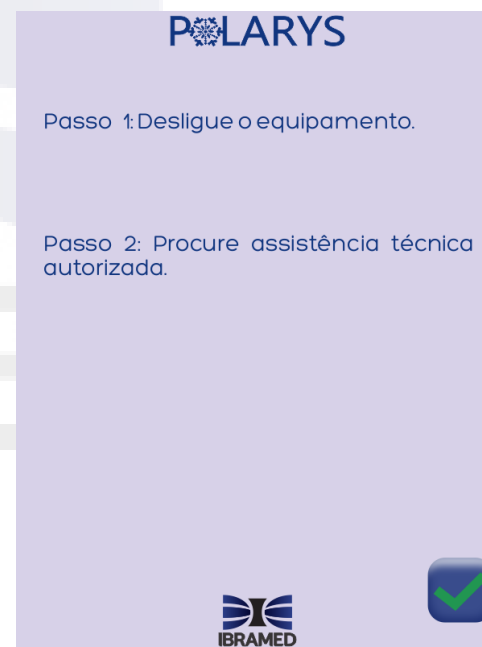 POLARYS
Passo 1: Desligue o equipamento.
Passo 2: Procure assistência técnica
autorizada.
IBRAMED